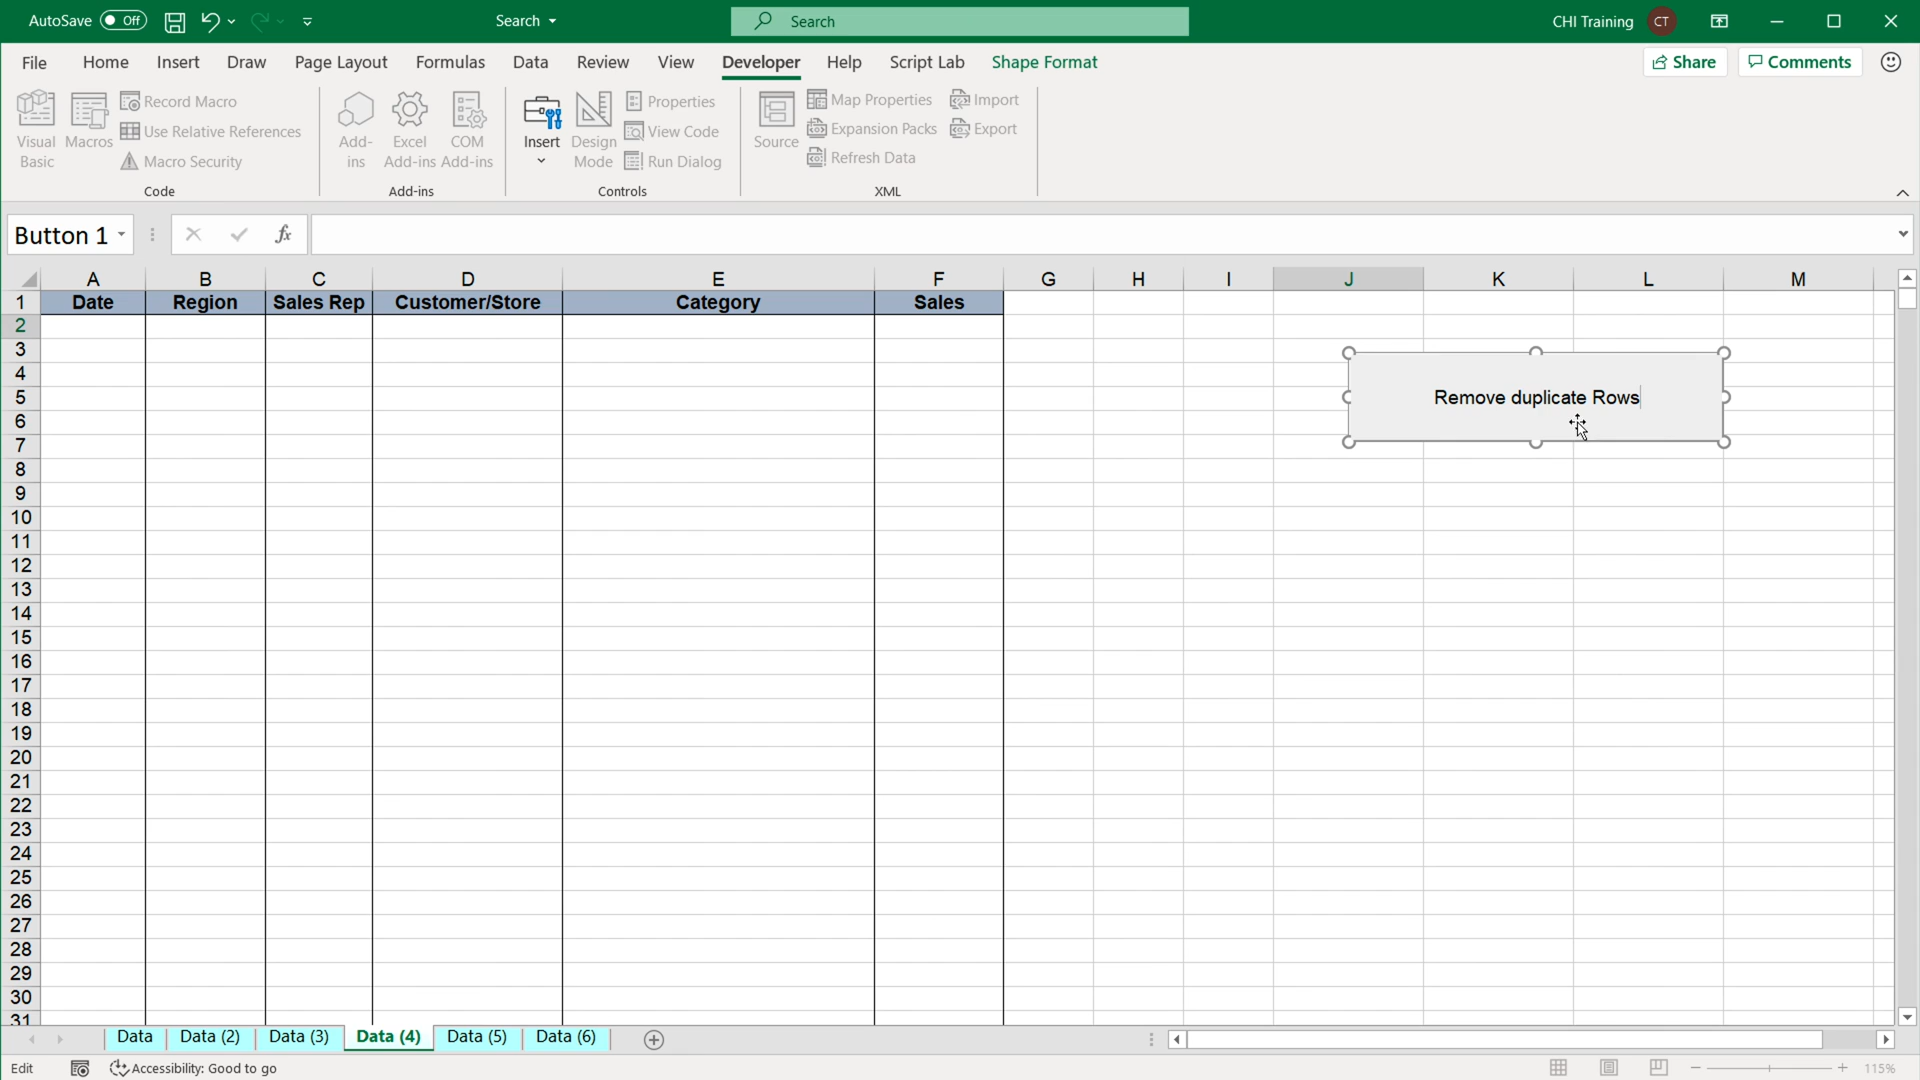 AutoSave Off Search Search CHI Training CT
File Home Insert Draw Page Layout Formulas Data Review View Developer Help Script Lab Shape Format Share Comments
Visual Basic
Macros
Record Macro
Use Relative References
Macro Security
Code
Add-ins
Excel Add-ins
COM Add-ins
Add-ins
Insert
Design Mode
Properties
View Code
Run Dialog
Controls
Source
Map Properties
Expansion Packs
Refresh Data
Import
Export
XML
Button 1 fx
A B C D E F G H I J K L M
1 Date Region Sales Rep Customer/Store Category Sales
2
3
4
5 Remove duplicate Rows
6
7
8
9
10
11
12
13
14
15
16
17
18
19
20
21
22
23
24
25
26
27
28
29
30
31
Data Data (2) Data (3) Data (4) Data (5) Data (6)
Edit Accessibility: Good to go 115%